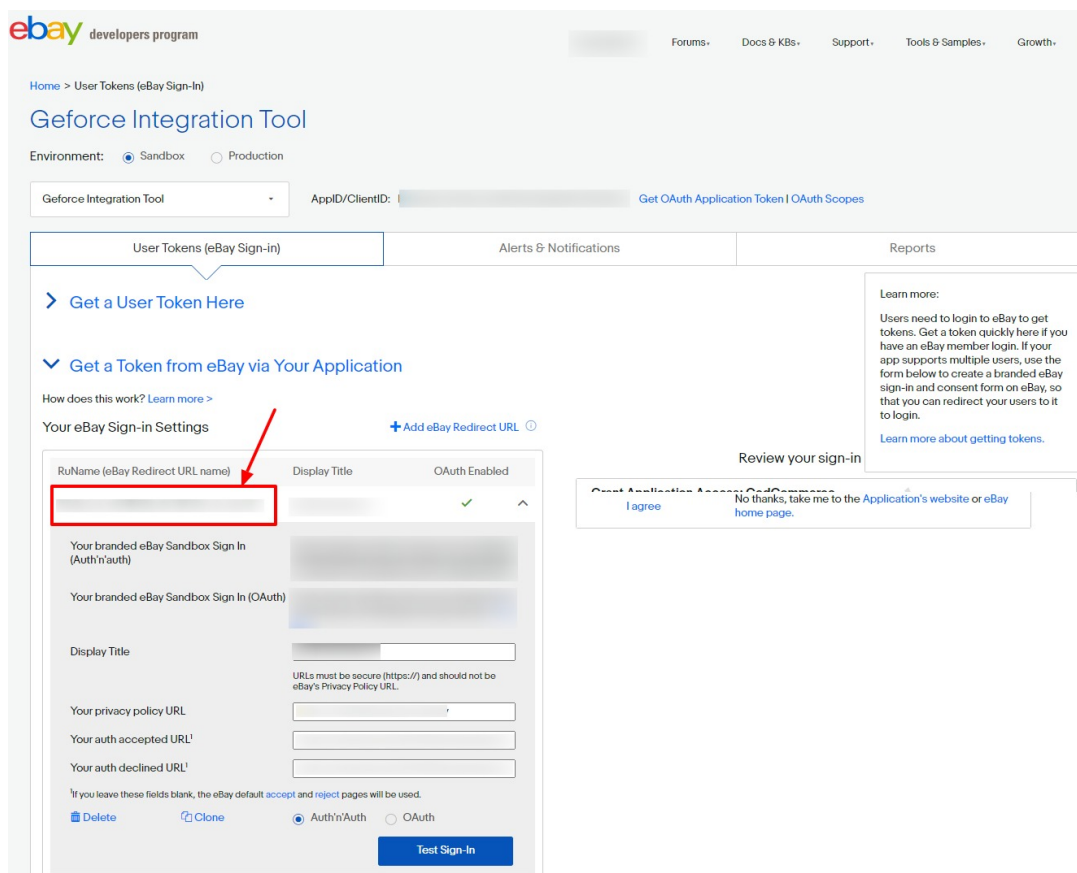 ebay developers program
Forums
Docs & KBs
Support
Tools & Samples
Growth
Home > User Tokens (eBay Sign-In)
Geforce Integration Tool
Environment: Sandbox Production
Geforce Integration Tool
AppID/ClientID:
Get OAuth Application Token | OAuth Scopes
User Tokens (eBay Sign-in)
Alerts & Notifications
Reports
Get a User Token Here
Learn more:
Users need to login to eBay to get
tokens. Get a token quickly here if you
have an eBay member login. If your
app supports multiple users, use the
form below to create a branded eBay
sign-in and consent form on eBay, so
that you can redirect your users to it
to login.
Learn more about getting tokens.
Get a Token from eBay via Your Application
How does this work? Learn more >
Your eBay Sign-in Settings
+ Add eBay Redirect URL
Review your sign-in
RuName (eBay Redirect URL name)
Display Title
OAuth Enabled
Grant Application Access: CedCommerce
No thanks, take me to the Application's website or eBay
home page.
I agree
Your branded eBay Sandbox Sign In
(Auth'n'auth)
Your branded eBay Sandbox Sign In (OAuth)
Display Title
URLs must be secure (https://) and should not be
eBay's Privacy Policy URL.
Your privacy policy URL
Your auth accepted URL¹
Your auth declined URL¹
¹If you leave these fields blank, the eBay default accept and reject pages will be used.
Delete
Clone
Auth'n'Auth
OAuth
Test Sign-In